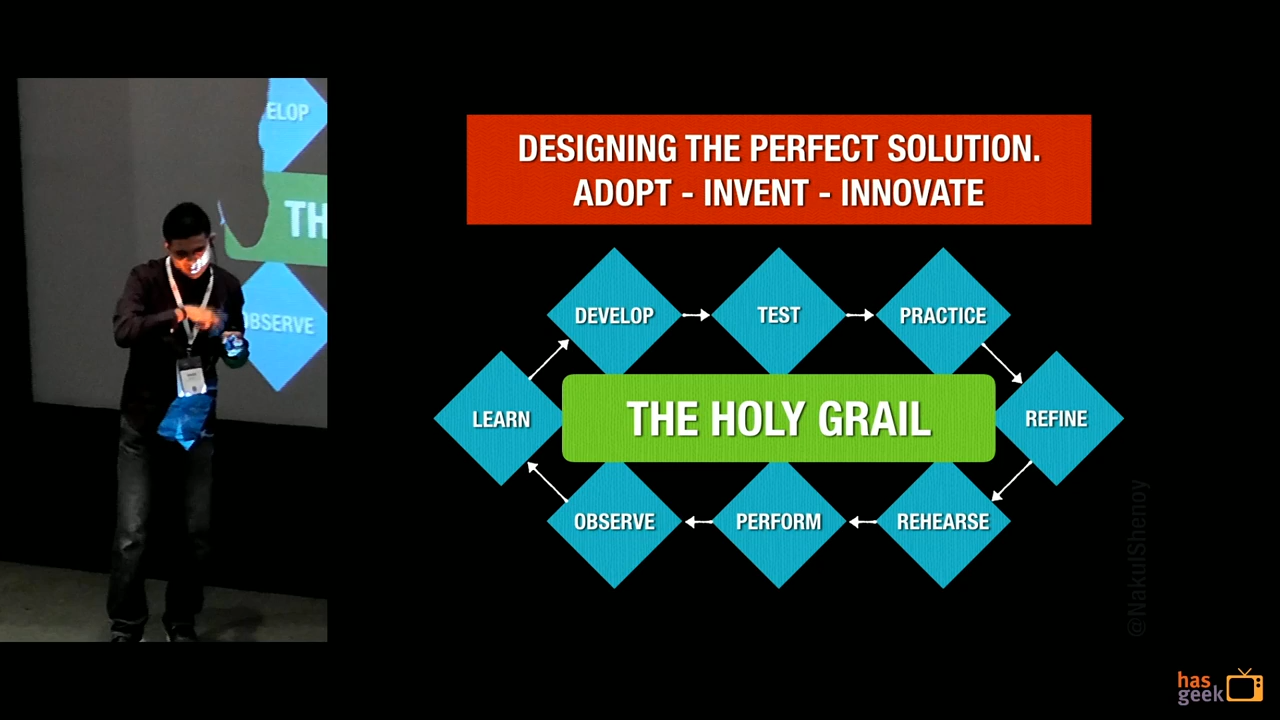 ELOP
TH
OBSERVE
DESIGNING THE PERFECT SOLUTION.
ADOPT - INVENT - INNOVATE
DEVELOP
TEST
PRACTICE
LEARN
THE HOLY GRAIL
REFINE
OBSERVE
PERFORM
REHEARSE
@NakulShenoy
has
geek